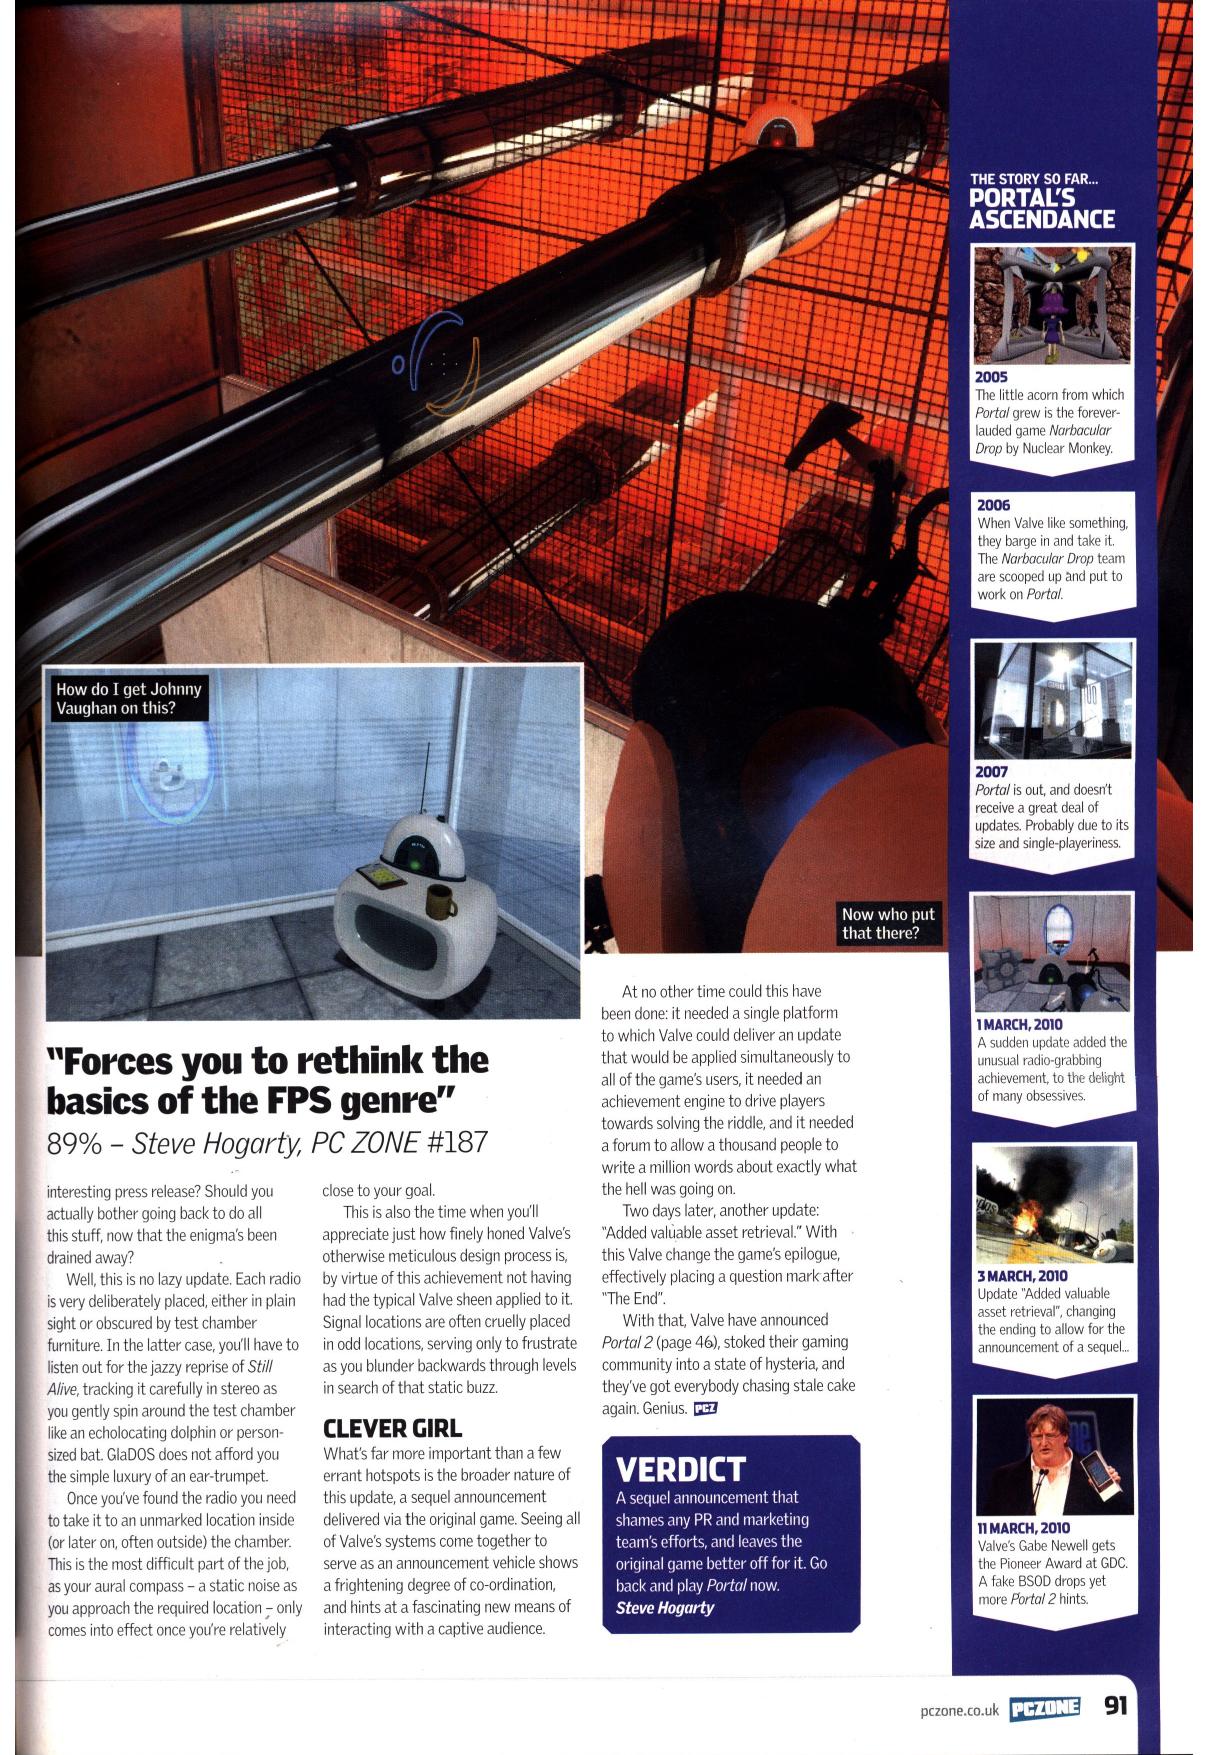 How do I get Johnny
Vaughan on this?
Now who put
that there?
"Forces you to rethink the
basics of the FPS genre"
89% – Steve Hogarty, PC ZONE #187
interesting press release? Should you
actually bother going back to do all
this stuff, now that the enigma's been
drained away?
Well, this is no lazy update. Each radio
is very deliberately placed, either in plain
sight or obscured by test chamber
furniture. In the latter case, you'll have to
listen out for the jazzy reprise of Still
Alive, tracking it carefully in stereo as
you gently spin around the test chamber
like an echolocating dolphin or person-
sized bat. GlaDOS does not afford you
the simple luxury of an ear-trumpet.
Once you've found the radio you need
to take it to an unmarked location inside
(or later on, often outside) the chamber.
This is the most difficult part of the job,
as your aural compass – a static noise as
you approach the required location – only
comes into effect once you're relatively
close to your goal.
This is also the time when you'll
appreciate just how finely honed Valve's
otherwise meticulous design process is,
by virtue of this achievement not having
had the typical Valve sheen applied to it.
Signal locations are often cruelly placed
in odd locations, serving only to frustrate
as you blunder backwards through levels
in search of that static buzz.
CLEVER GIRL
What's far more important than a few
errant hotspots is the broader nature of
this update, a sequel announcement
delivered via the original game. Seeing all
of Valve's systems come together to
serve as an announcement vehicle shows
a frightening degree of co-ordination,
and hints at a fascinating new means of
interacting with a captive audience.
At no other time could this have
been done: it needed a single platform
to which Valve could deliver an update
that would be applied simultaneously to
all of the game's users, it needed an
achievement engine to drive players
towards solving the riddle, and it needed
a forum to allow a thousand people to
write a million words about exactly what
the hell was going on.
Two days later, another update:
"Added valuable asset retrieval." With
this Valve change the game's epilogue,
effectively placing a question mark after
"The End".
With that, Valve have announced
Portal 2 (page 46), stoked their gaming
community into a state of hysteria, and
they've got everybody chasing stale cake
again. Genius. PCZ
VERDICT
A sequel announcement that
shames any PR and marketing
team's efforts, and leaves the
original game better off for it. Go
back and play Portal now.
Steve Hogarty
THE STORY SO FAR...
PORTAL'S
ASCENDANCE
2005
The little acorn from which
Portal grew is the forever-
lauded game Narbacular
Drop by Nuclear Monkey.
2006
When Valve like something,
they barge in and take it.
The Narbacular Drop team
are scooped up and put to
work on Portal.
2007
Portal is out, and doesn't
receive a great deal of
updates. Probably due to its
size and single-playeriness.
1 MARCH, 2010
A sudden update added the
unusual radio-grabbing
achievement, to the delight
of many obsessives.
3 MARCH, 2010
Update "Added valuable
asset retrieval", changing
the ending to allow for the
announcement of a sequel...
11 MARCH, 2010
Valve's Gabe Newell gets
the Pioneer Award at GDC.
A fake BSOD drops yet
more Portal 2 hints.
pczone.co.uk PCZONE 91